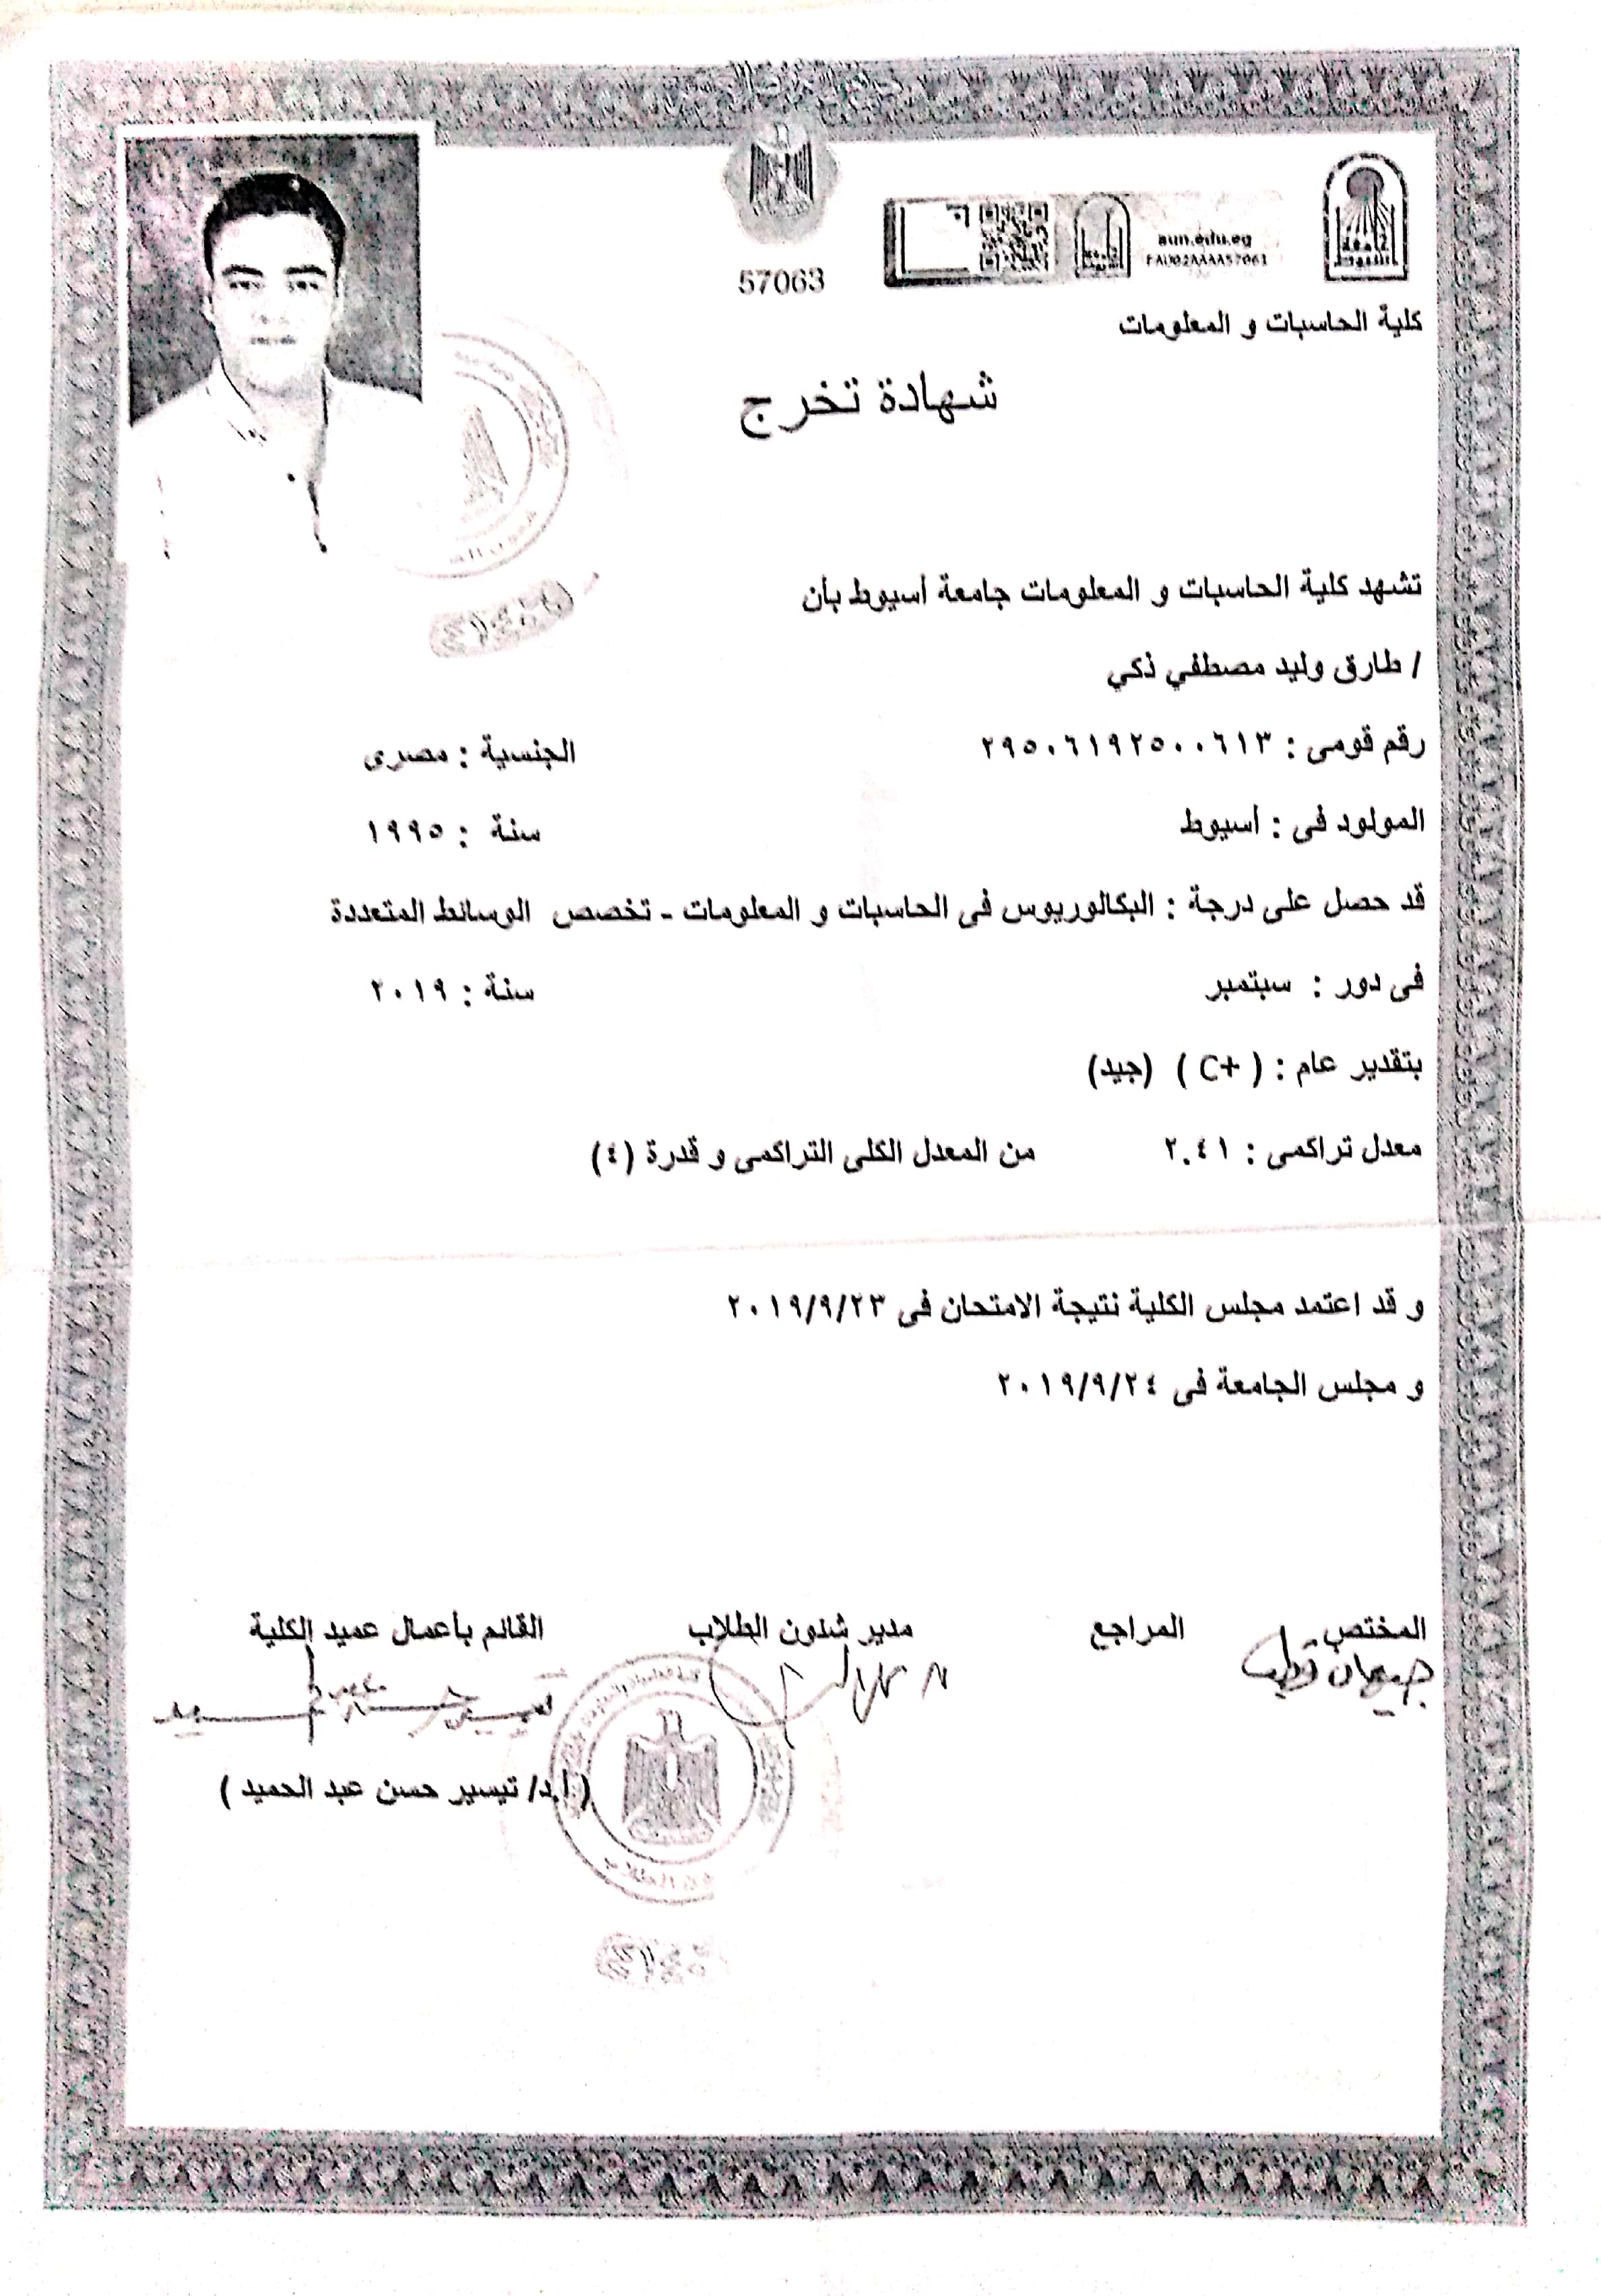 aun.edu.eg
57063
جامعة أسيوط
كلية الحاسبات و المعلومات
شهادة تخرج
تشهد كلية الحاسبات و المعلومات جامعة أسيوط بأن
/ طارق وليد مصطفي ذكي
رقم قومى : ٢٩٥٠٦١٩٢٥٠٠٦١٣ الجنسية : مصرى
المولود فى : أسيوط سنة : ١٩٩٥
قد حصل على درجة : البكالوريوس فى الحاسبات و المعلومات - تخصص الوسائط المتعددة
فى دور : سبتمبر سنة : ٢٠١٩
بتقدير عام : ( C+ ) (جيد)
معدل تراكمى : ٢.٤١ من المعدل الكلى التراكمى و قدرة (٤)
و قد اعتمد مجلس الكلية نتيجة الامتحان فى ٢٠١٩/٩/٢٣
و مجلس الجامعة فى ٢٠١٩/٩/٢٤
المختص المراجع مدير شئون الطلاب القائم بأعمال عميد الكلية
( أ.د/ تيسير حسن عبد الحميد )